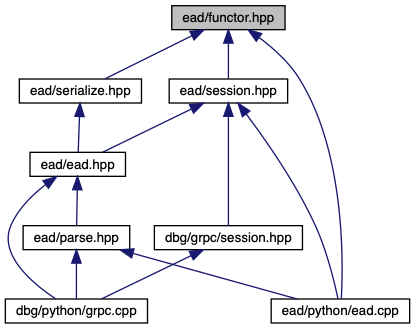 ead/functor.hpp
ead/serialize.hpp
ead/session.hpp
ead/ead.hpp
ead/parse.hpp
dbg/grpc/session.hpp
dbg/python/grpc.cpp
ead/python/ead.cpp